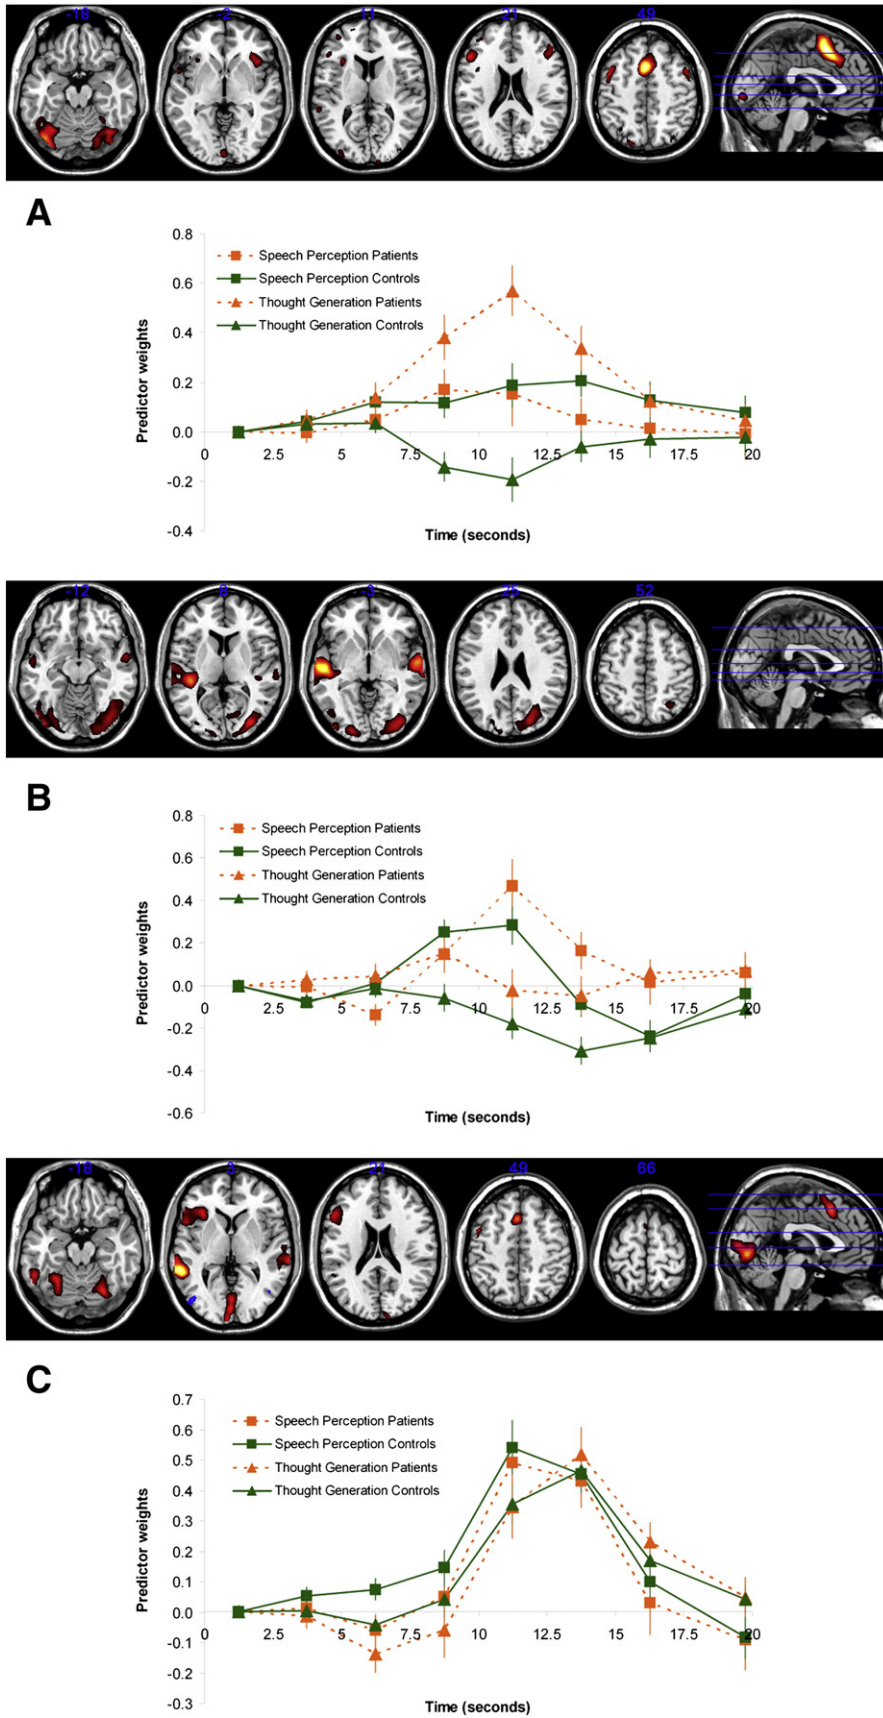 -18 -2 11 21 49
A
0.8
Speech Perception Patients
0.6
Speech Perception Controls
Thought Generation Patients
0.4
Thought Generation Controls
0.2
0.0
0 2.5 5 7.5 10 12.5 15 17.5 20
-0.2
-0.4
Predictor weights
Time (seconds)
-12 8 -3 25 52
B
0.8
Speech Perception Patients
0.6
Speech Perception Controls
0.4
Thought Generation Patients
Thought Generation Controls
0.2
0.0
0 2.5 5 7.5 10 12.5 15 17.5 20
-0.2
-0.4
-0.6
Predictor weights
Time (seconds)
-18 3 21 49 66
C
0.7
Speech Perception Patients
0.6
Speech Perception Controls
0.5
Thought Generation Patients
0.4
Thought Generation Controls
0.3
0.2
0.1
0.0
0 2.5 5 7.5 10 12.5 15 17.5 20
-0.1
-0.2
-0.3
Predictor weights
Time (seconds)